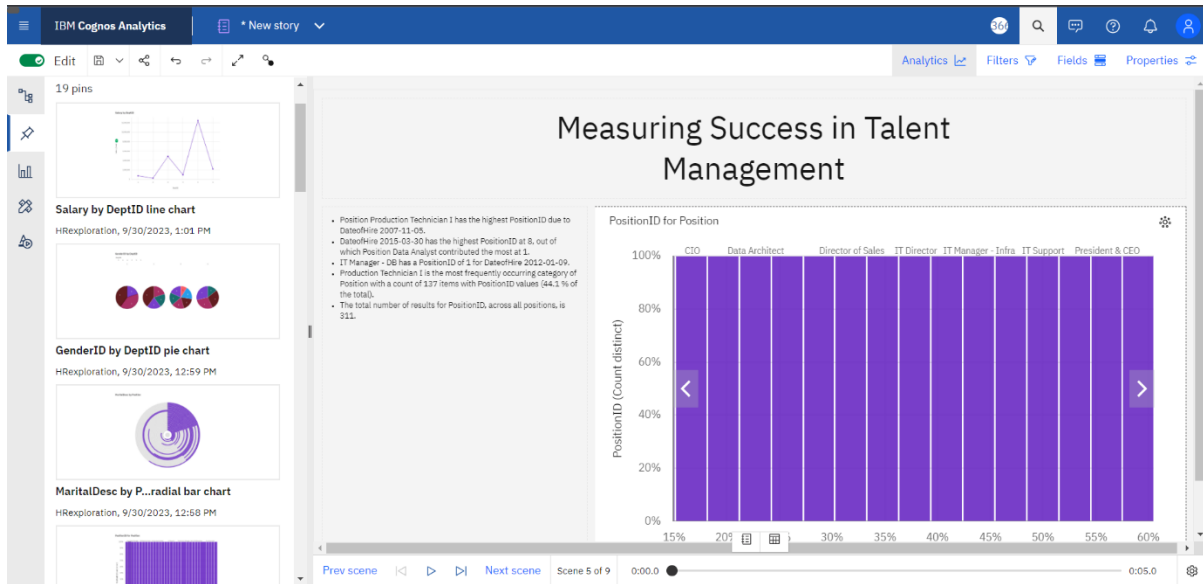 IBM Cognos Analytics
* New story
Edit
Analytics
Filters
Fields
Properties
19 pins
Salary by DeptID line chart
HRexploration, 9/30/2023, 1:01 PM
GenderID by DeptID pie chart
HRexploration, 9/30/2023, 12:59 PM
MaritalDesc by P...radial bar chart
HRexploration, 9/30/2023, 12:58 PM
Measuring Success in Talent
Management
• Position Production Technician I has the highest PositionID due to
DateofHire 2007-11-05.
• DateofHire 2015-03-30 has the highest PositionID at 8, out of
which Position Data Analyst contributed the most at 1.
• IT Manager - DB has a PositionID of 1 for DateofHire 2012-01-09.
• Production Technician I is the most frequently occurring category of
Position with a count of 137 items with PositionID values (44.1 % of
the total).
• The total number of results for PositionID, across all positions, is
311.
PositionID for Position
CIO Data Architect Director of Sales IT Director IT Manager - Infra IT Support President & CEO
PositionID (Count distinct)
100%
80%
60%
40%
20%
0%
15% 30% 35% 40% 45% 50% 55% 60%
Prev scene Next scene Scene 5 of 9 0:00.0 0:05.0